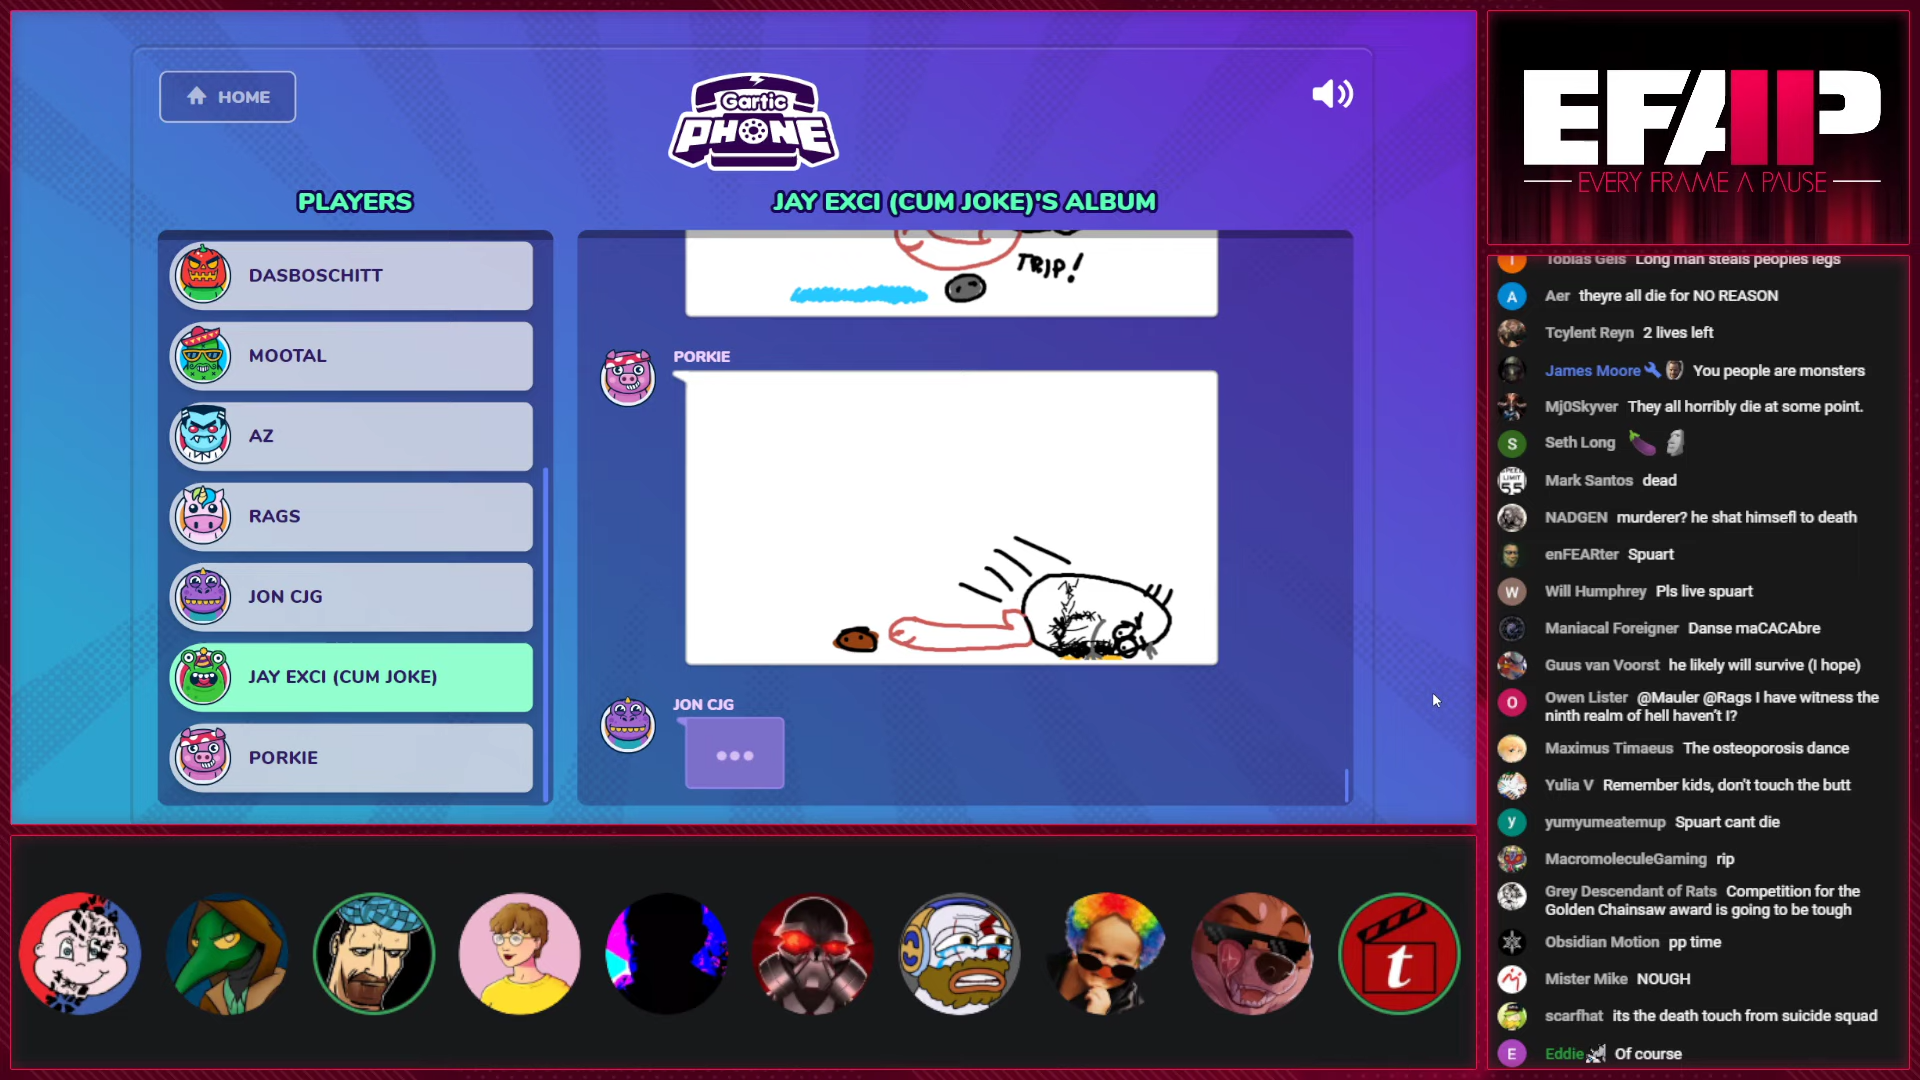 HOME
Gartic
PHONE
PLAYERS
JAY EXCI (CUM JOKE)'S ALBUM
DASBOSCHITT
MOOTAL
AZ
RAGS
JON CJG
JAY EXCI (CUM JOKE)
PORKIE
TRIP!
PORKIE
JON CJG
EFAP
EVERY FRAME A PAUSE
Tobias Gels Long man steals peoples legs
A Aer theyre all die for NO REASON
Tcylent Reyn 2 lives left
James Moore You people are monsters
Mj0Skyver They all horribly die at some point.
S Seth Long
SPEED LIMIT 55 Mark Santos dead
NADGEN murderer? he shat himsefl to death
enFEARter Spuart
W Will Humphrey Pls live spuart
Maniacal Foreigner Danse maCACAbre
Guus van Voorst he likely will survive (I hope)
O Owen Lister @Mauler @Rags I have witness the
ninth realm of hell haven't I?
Maximus Timaeus The osteoporosis dance
Yulia V Remember kids, don't touch the butt
y yumyumeatemup Spuart cant die
MacromoleculeGaming rip
Grey Descendant of Rats Competition for the
Golden Chainsaw award is going to be tough
Obsidian Motion pp time
Mister Mike NOUGH
scarfhat its the death touch from suicide squad
E Eddie Of course
t